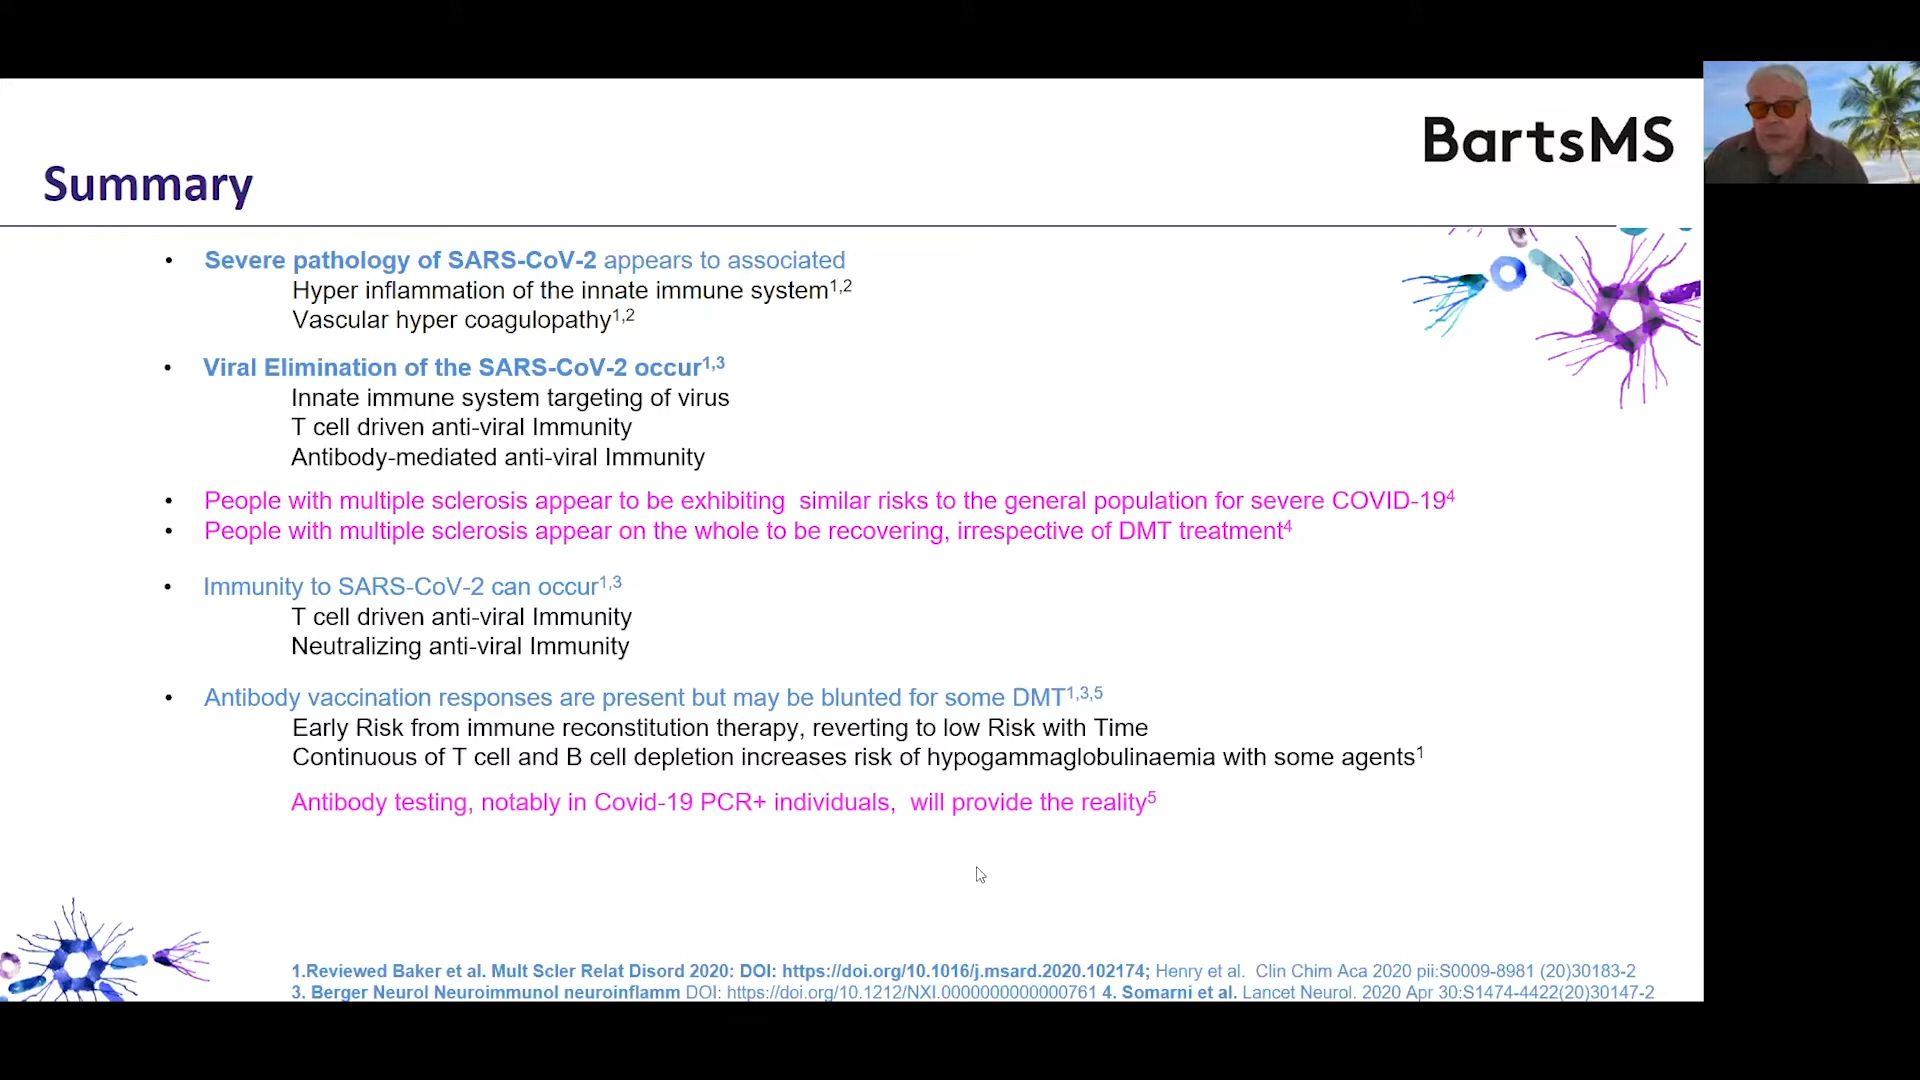 BartsMS
Summary
• Severe pathology of SARS-CoV-2 appears to associated
Hyper inflammation of the innate immune system1,2
Vascular hyper coagulopathy1,2
• Viral Elimination of the SARS-CoV-2 occur1,3
Innate immune system targeting of virus
T cell driven anti-viral Immunity
Antibody-mediated anti-viral Immunity
• People with multiple sclerosis appear to be exhibiting  similar risks to the general population for severe COVID-19⁴
• People with multiple sclerosis appear on the whole to be recovering, irrespective of DMT treatment⁴
• Immunity to SARS-CoV-2 can occur1,3
T cell driven anti-viral Immunity
Neutralizing anti-viral Immunity
• Antibody vaccination responses are present but may be blunted for some DMT1,3,5
Early Risk from immune reconstitution therapy, reverting to low Risk with Time
Continuous of T cell and B cell depletion increases risk of hypogammaglobulinaemia with some agents¹
Antibody testing, notably in Covid-19 PCR+ individuals,  will provide the reality⁵
1.Reviewed Baker et al. Mult Scler Relat Disord 2020: DOI: https://doi.org/10.1016/j.msard.2020.102174; Henry et al.  Clin Chim Aca 2020 pii:S0009-8981 (20)30183-2
3. Berger Neurol Neuroimmunol neuroinflamm DOI: https://doi.org/10.1212/NXI.0000000000000761 4. Somarni et al. Lancet Neurol. 2020 Apr 30:S1474-4422(20)30147-2